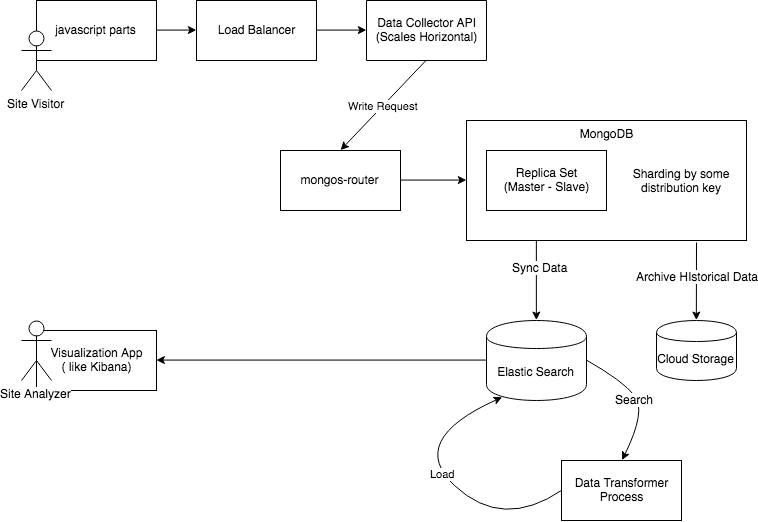 javascript parts
Load Balancer
Data Collector API
(Scales Horizontal)
Site Visitor
Write Request
MongoDB
mongos-router
Replica Set
(Master - Slave)
Sharding by some
distribution key
Sync Data
Archive HIstorical Data
Visualization App
( like Kibana)
Site Analyzer
Elastic Search
Cloud Storage
Search
Load
Data Transformer
Process